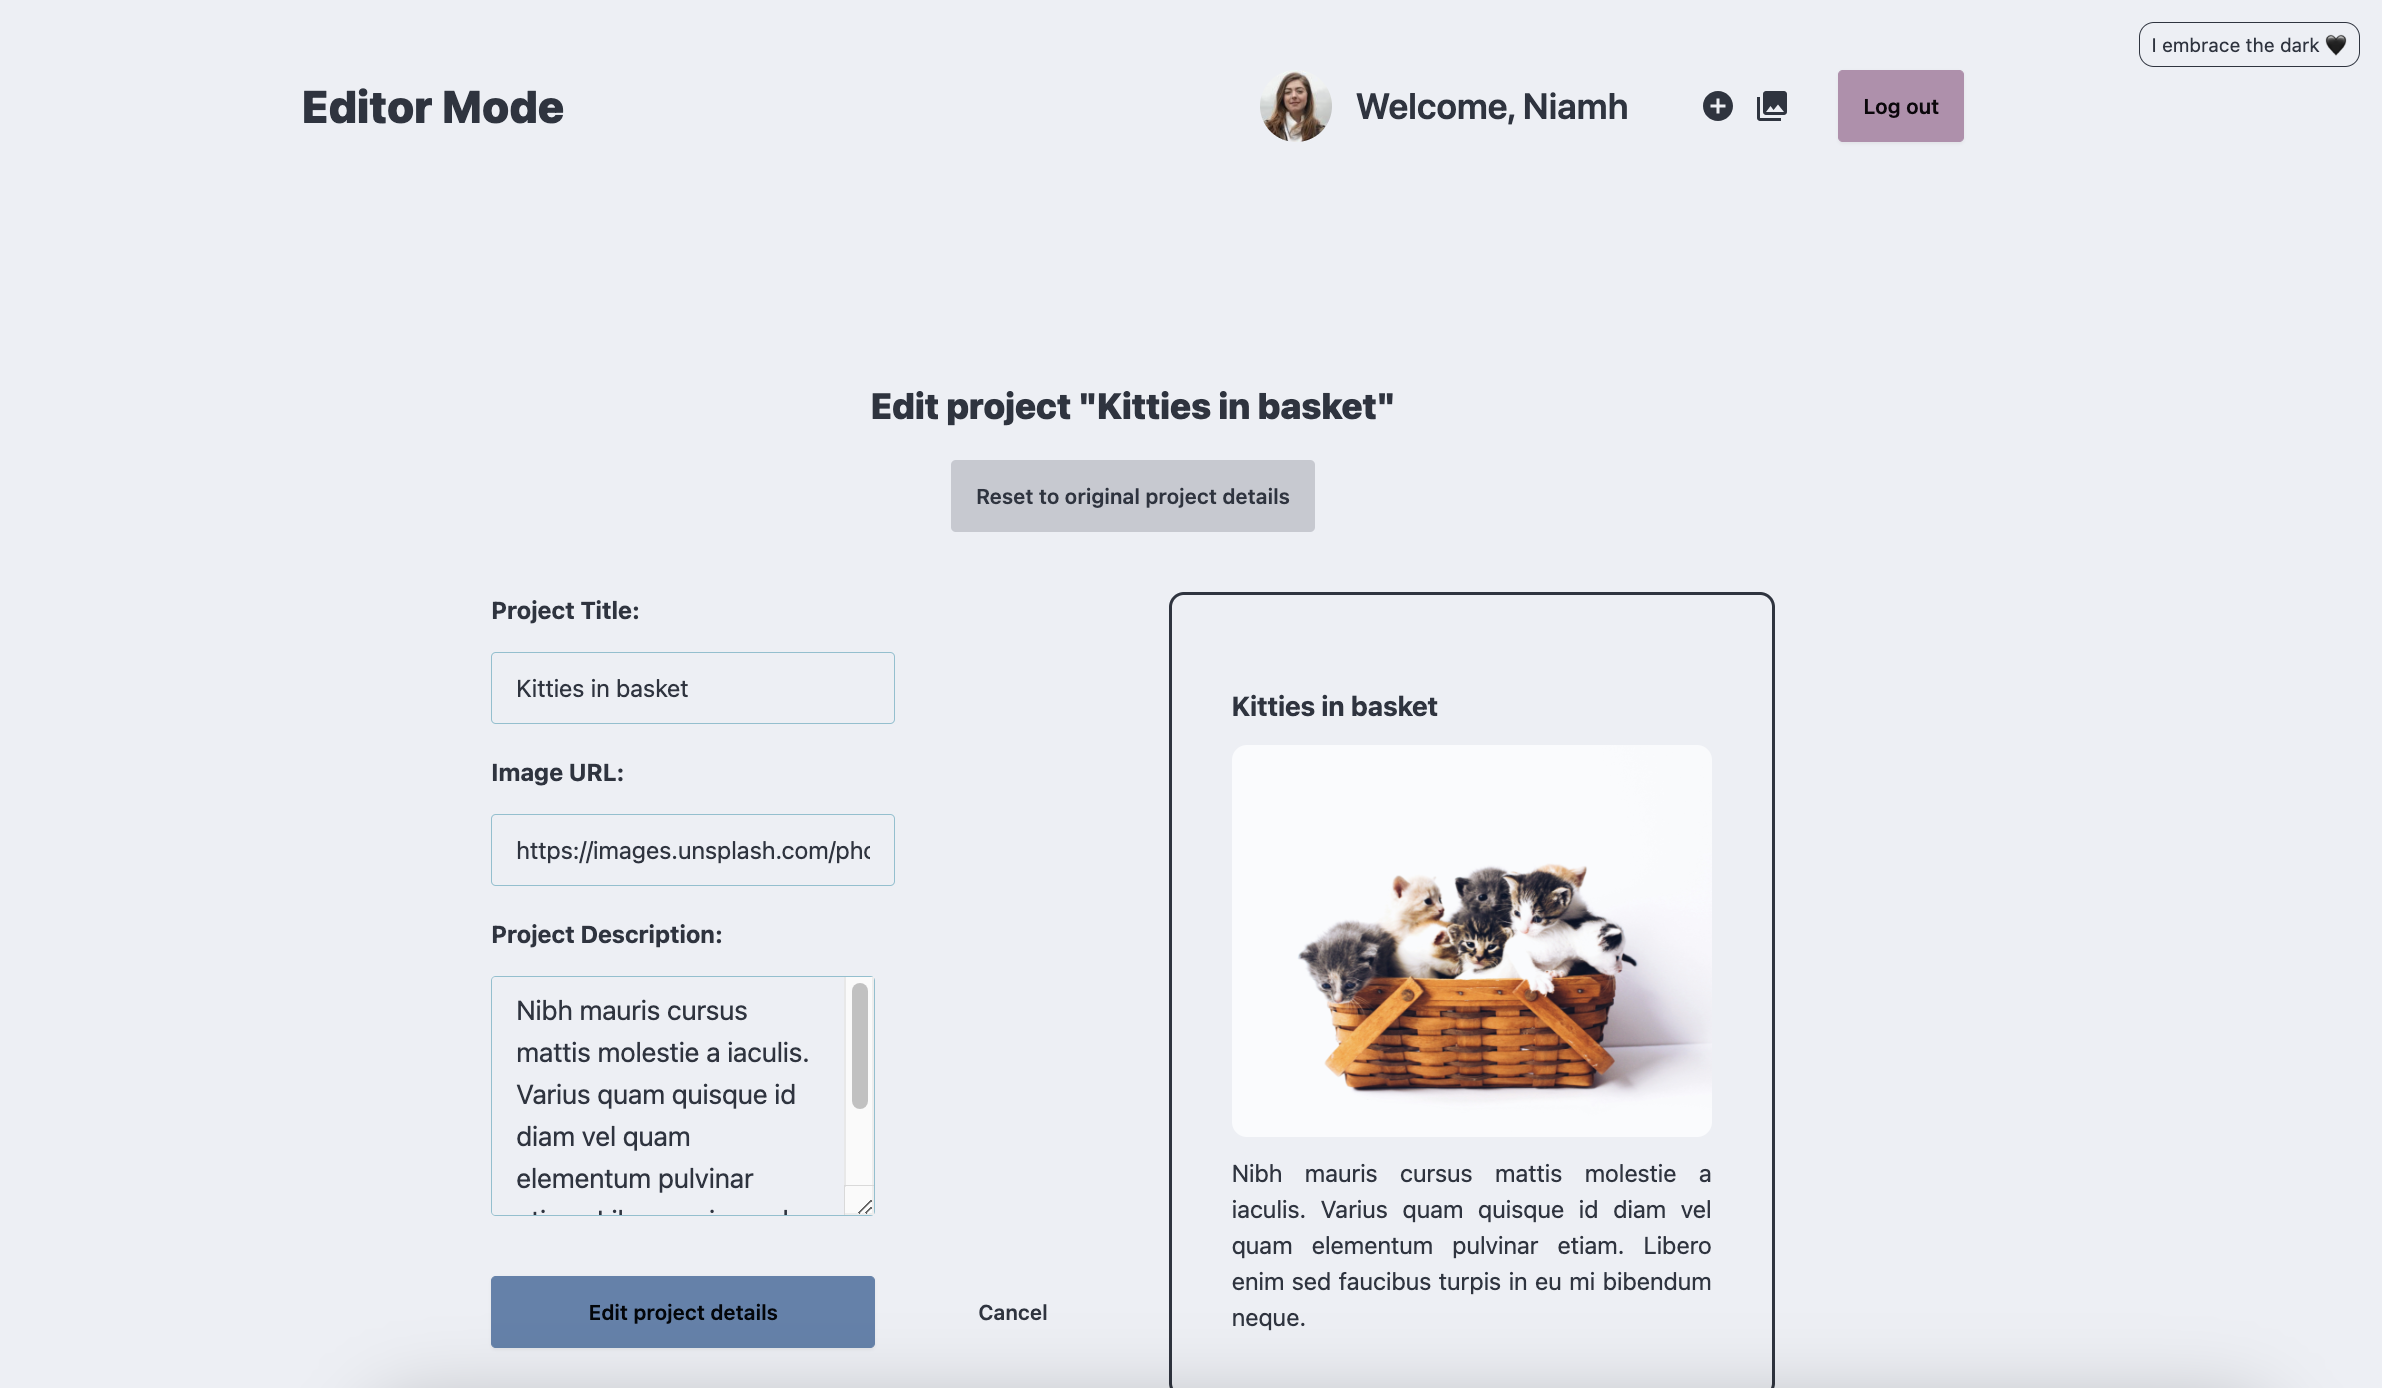 I embrace the dark 🖤
Editor Mode
Welcome, Niamh
Log out
Edit project "Kitties in basket"
Reset to original project details
Project Title:
Kitties in basket
Image URL:
https://images.unsplash.com/pho
Project Description:
Nibh mauris cursus
mattis molestie a iaculis.
Varius quam quisque id
diam vel quam
elementum pulvinar
Edit project details
Cancel
Kitties in basket
Nibh mauris cursus mattis molestie a
iaculis. Varius quam quisque id diam vel
quam elementum pulvinar etiam. Libero
enim sed faucibus turpis in eu mi bibendum
neque.